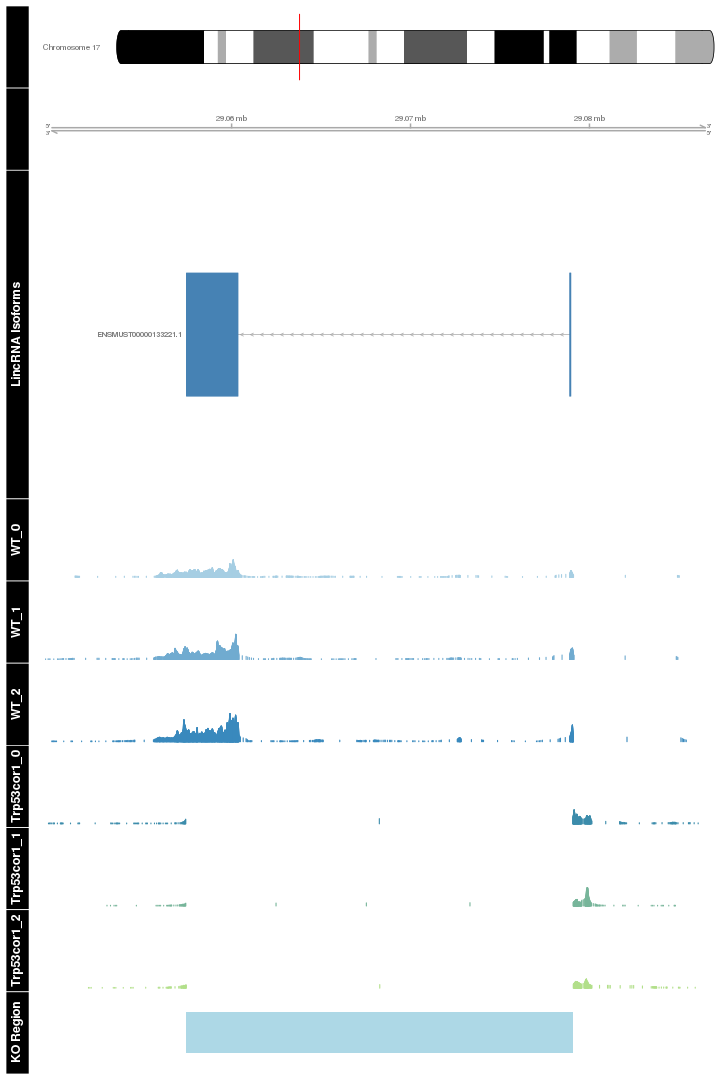 Chromosome 17
29.06 mb
29.07 mb
29.08 mb
5'
3'
3'
5'
LincRNA Isoforms
ENSMUST00000133221.1
WT_0
WT_1
WT_2
Trp53cor1_0
Trp53cor1_1
Trp53cor1_2
KO Region